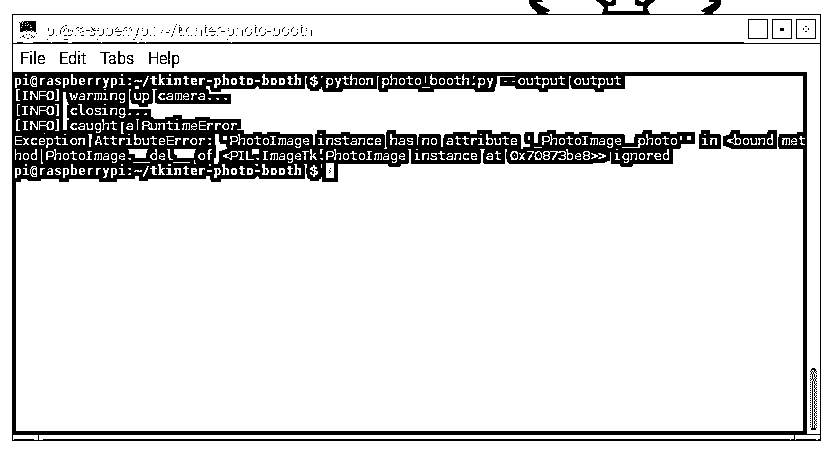 pi@raspberrypi: ~/tkinter-photo-booth
File Edit Tabs Help
pi@raspberrypi:~/tkinter-photo-booth $ python photo_booth.py --output output
[INFO] warming up camera...
[INFO] closing...
[INFO] caught a RuntimeError
Exception AttributeError: "PhotoImage instance has no attribute '_PhotoImage__photo'" in <bound met
hod PhotoImage.__del__ of <PIL.ImageTk.PhotoImage instance at 0x70873be8>> ignored
pi@raspberrypi:~/tkinter-photo-booth $